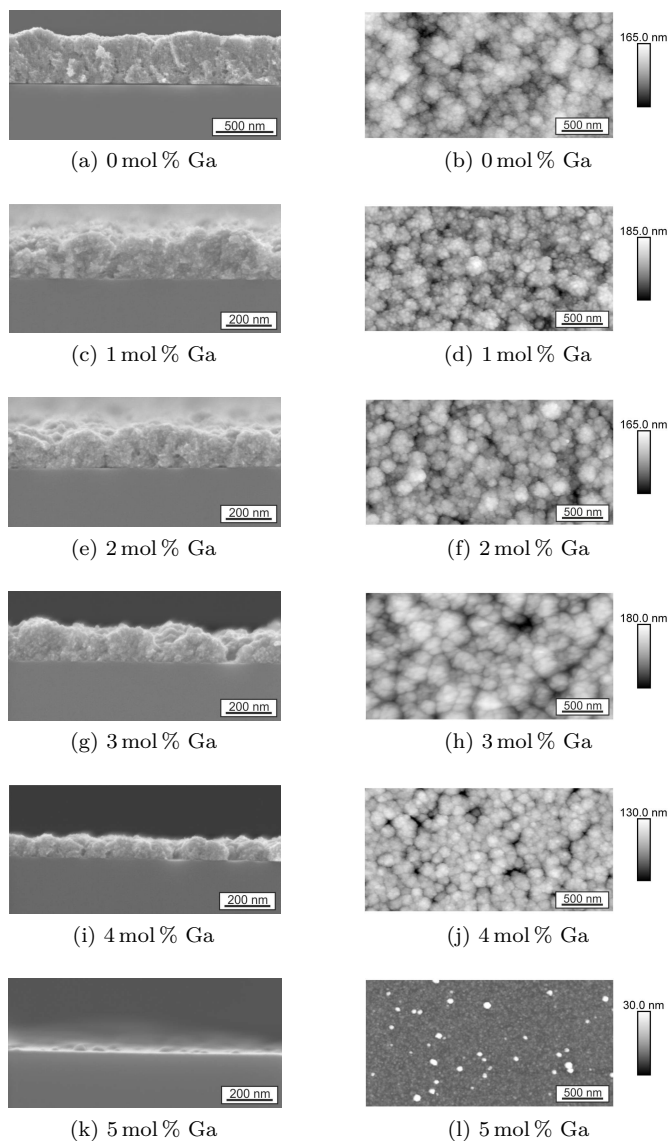 165.0 nm
500 nm
500 nm
(a) 0 mol % Ga
(b) 0 mol % Ga
185.0 nm
200 nm
500 nm
(c) 1 mol % Ga
(d) 1 mol % Ga
165.0 nm
200 nm
500 nm
(e) 2 mol % Ga
(f) 2 mol % Ga
180.0 nm
200 nm
500 nm
(g) 3 mol % Ga
(h) 3 mol % Ga
130.0 nm
200 nm
500 nm
(i) 4 mol % Ga
(j) 4 mol % Ga
30.0 nm
200 nm
500 nm
(k) 5 mol % Ga
(l) 5 mol % Ga